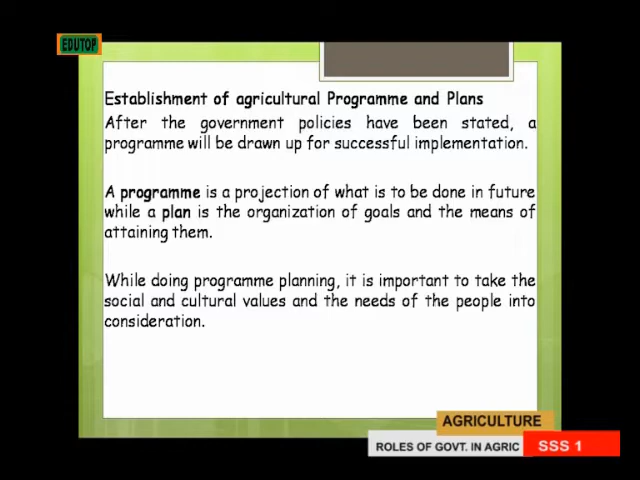 EDUTOP
Establishment of agricultural Programme and Plans
After the government policies have been stated, a
programme will be drawn up for successful implementation.
A programme is a projection of what is to be done in future
while a plan is the organization of goals and the means of
attaining them.
While doing programme planning, it is important to take the
social and cultural values and the needs of the people into
consideration.
AGRICULTURE
ROLES OF GOVT. IN AGRIC SSS 1